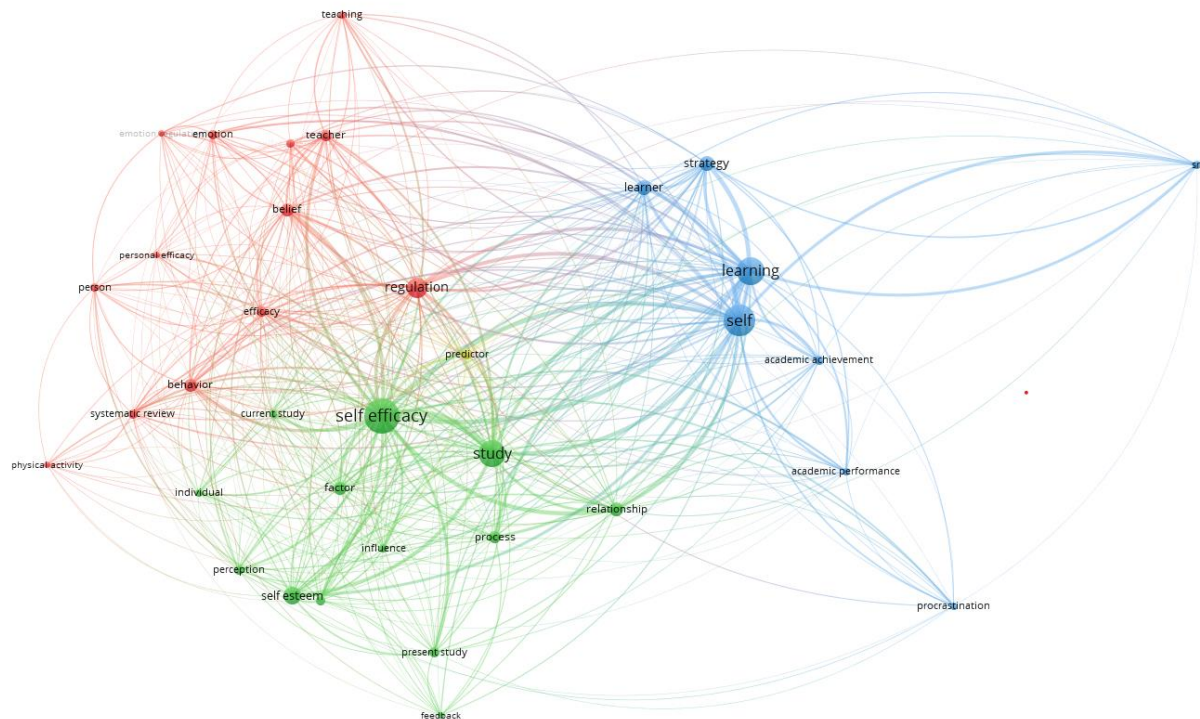 teaching
emotion
teacher
strategy
learner
belief
personal efficacy
learning
person
regulation
efficacy
self
predictor
academic achievement
behavior
systematic review
current study
self efficacy
study
physical activity
academic performance
individual
factor
relationship
process
influence
perception
self esteem
procrastination
present study
feedback